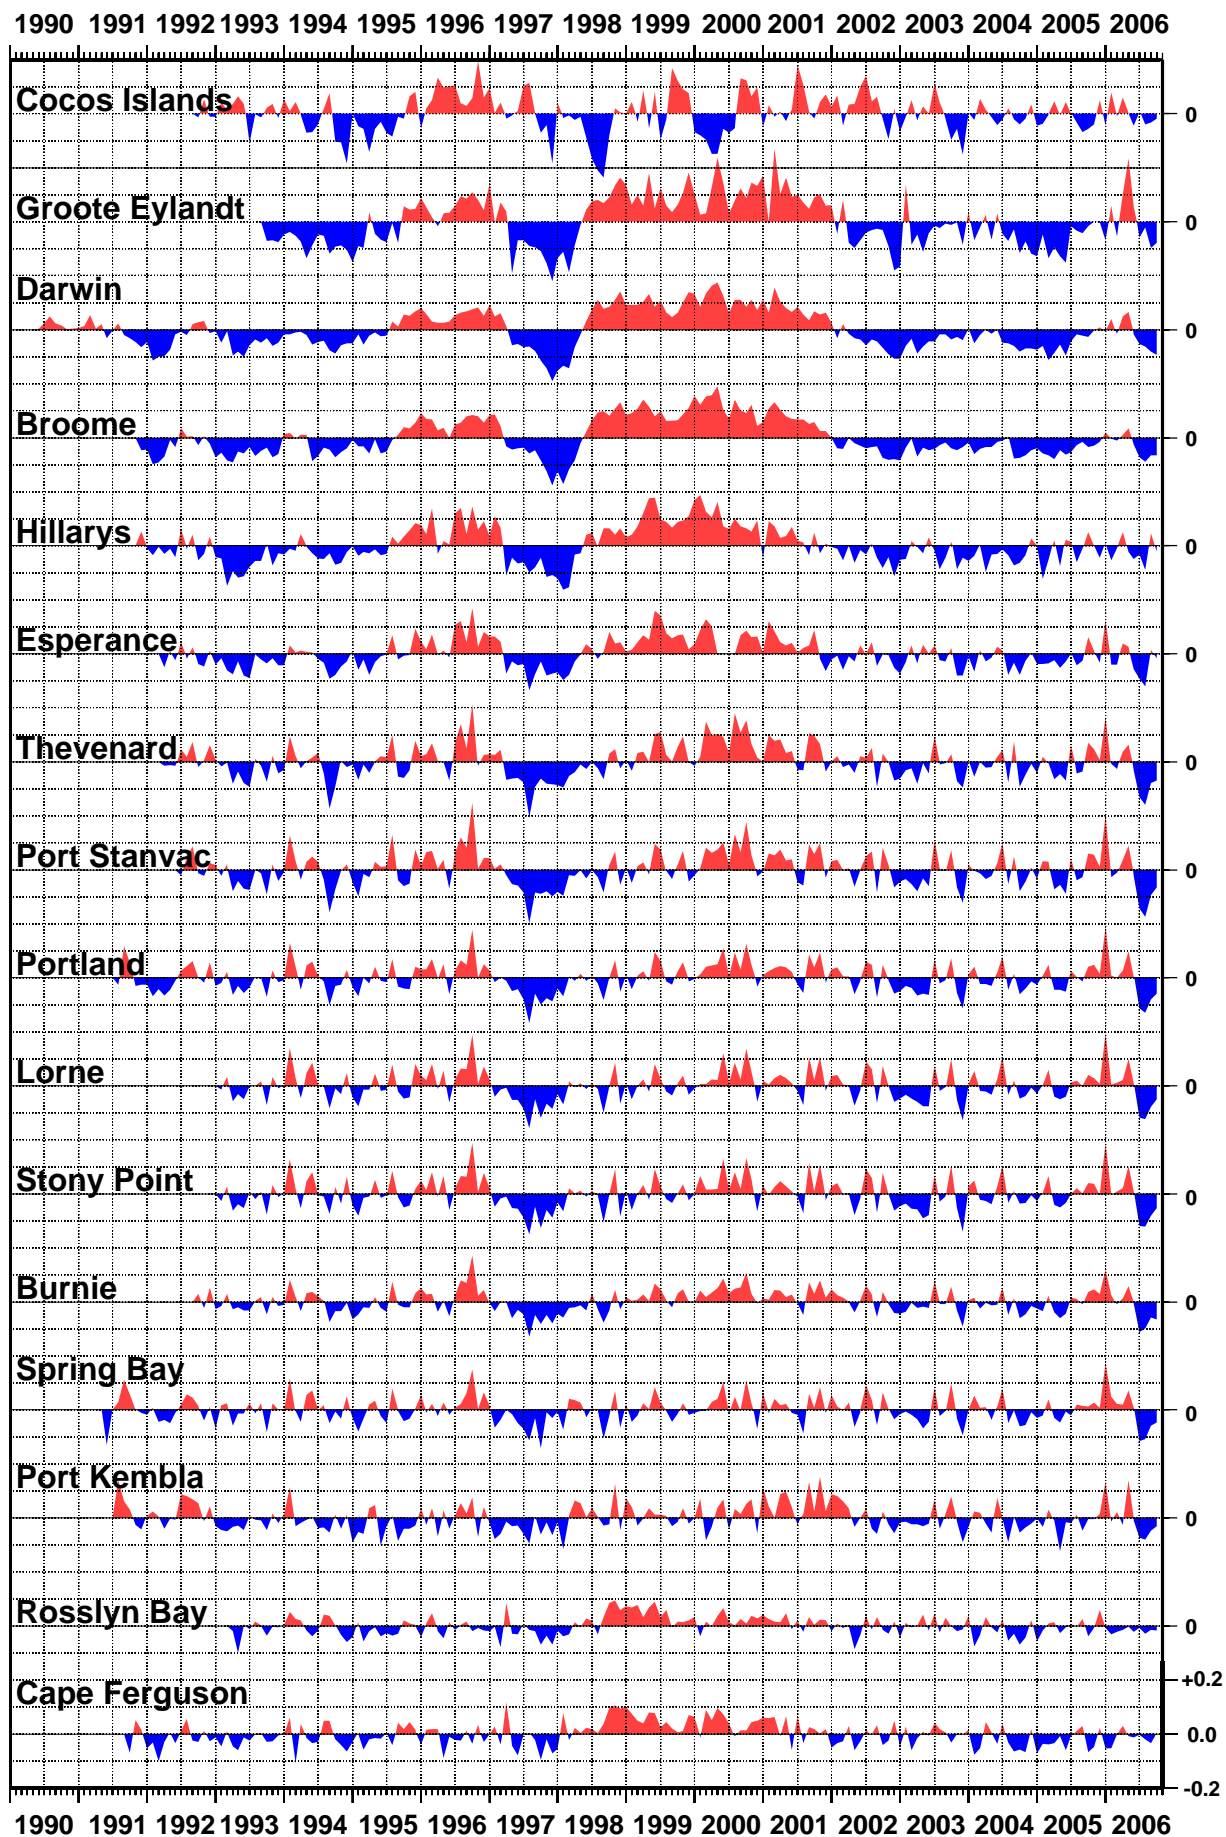 1990 1991 1992 1993 1994 1995 1996 1997 1998 1999 2000 2001 2002 2003 2004 2005 2006
Cocos Islands 0
Groote Eylandt 0
Darwin 0
Broome 0
Hillarys 0
Esperance 0
Thevenard 0
Port Stanvac 0
Portland 0
Lorne 0
Stony Point 0
Burnie 0
Spring Bay 0
Port Kembla 0
Rosslyn Bay 0
+0.2
Cape Ferguson 0.0
-0.2
1990 1991 1992 1993 1994 1995 1996 1997 1998 1999 2000 2001 2002 2003 2004 2005 2006